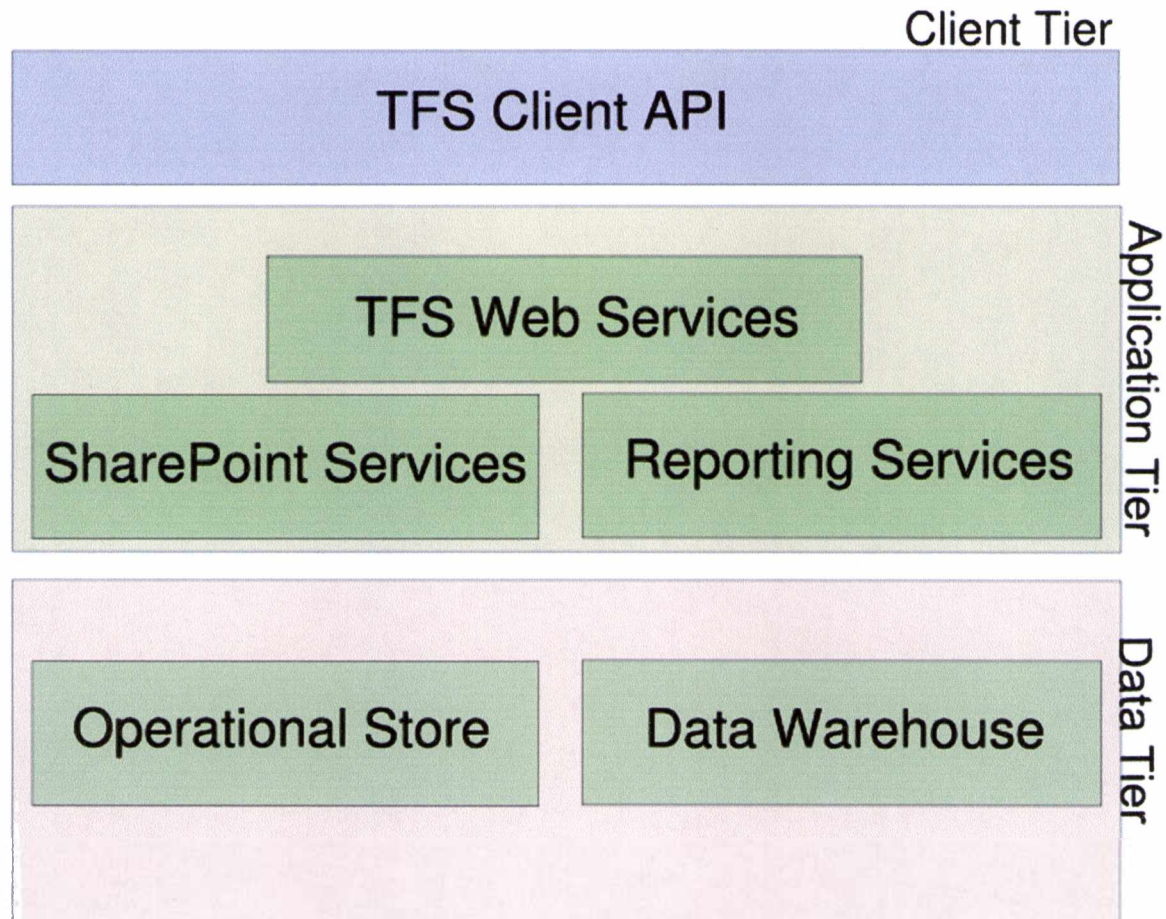 Client Tier
TFS Client API
Application Tier
TFS Web Services
SharePoint Services
Reporting Services
Data Tier
Operational Store
Data Warehouse